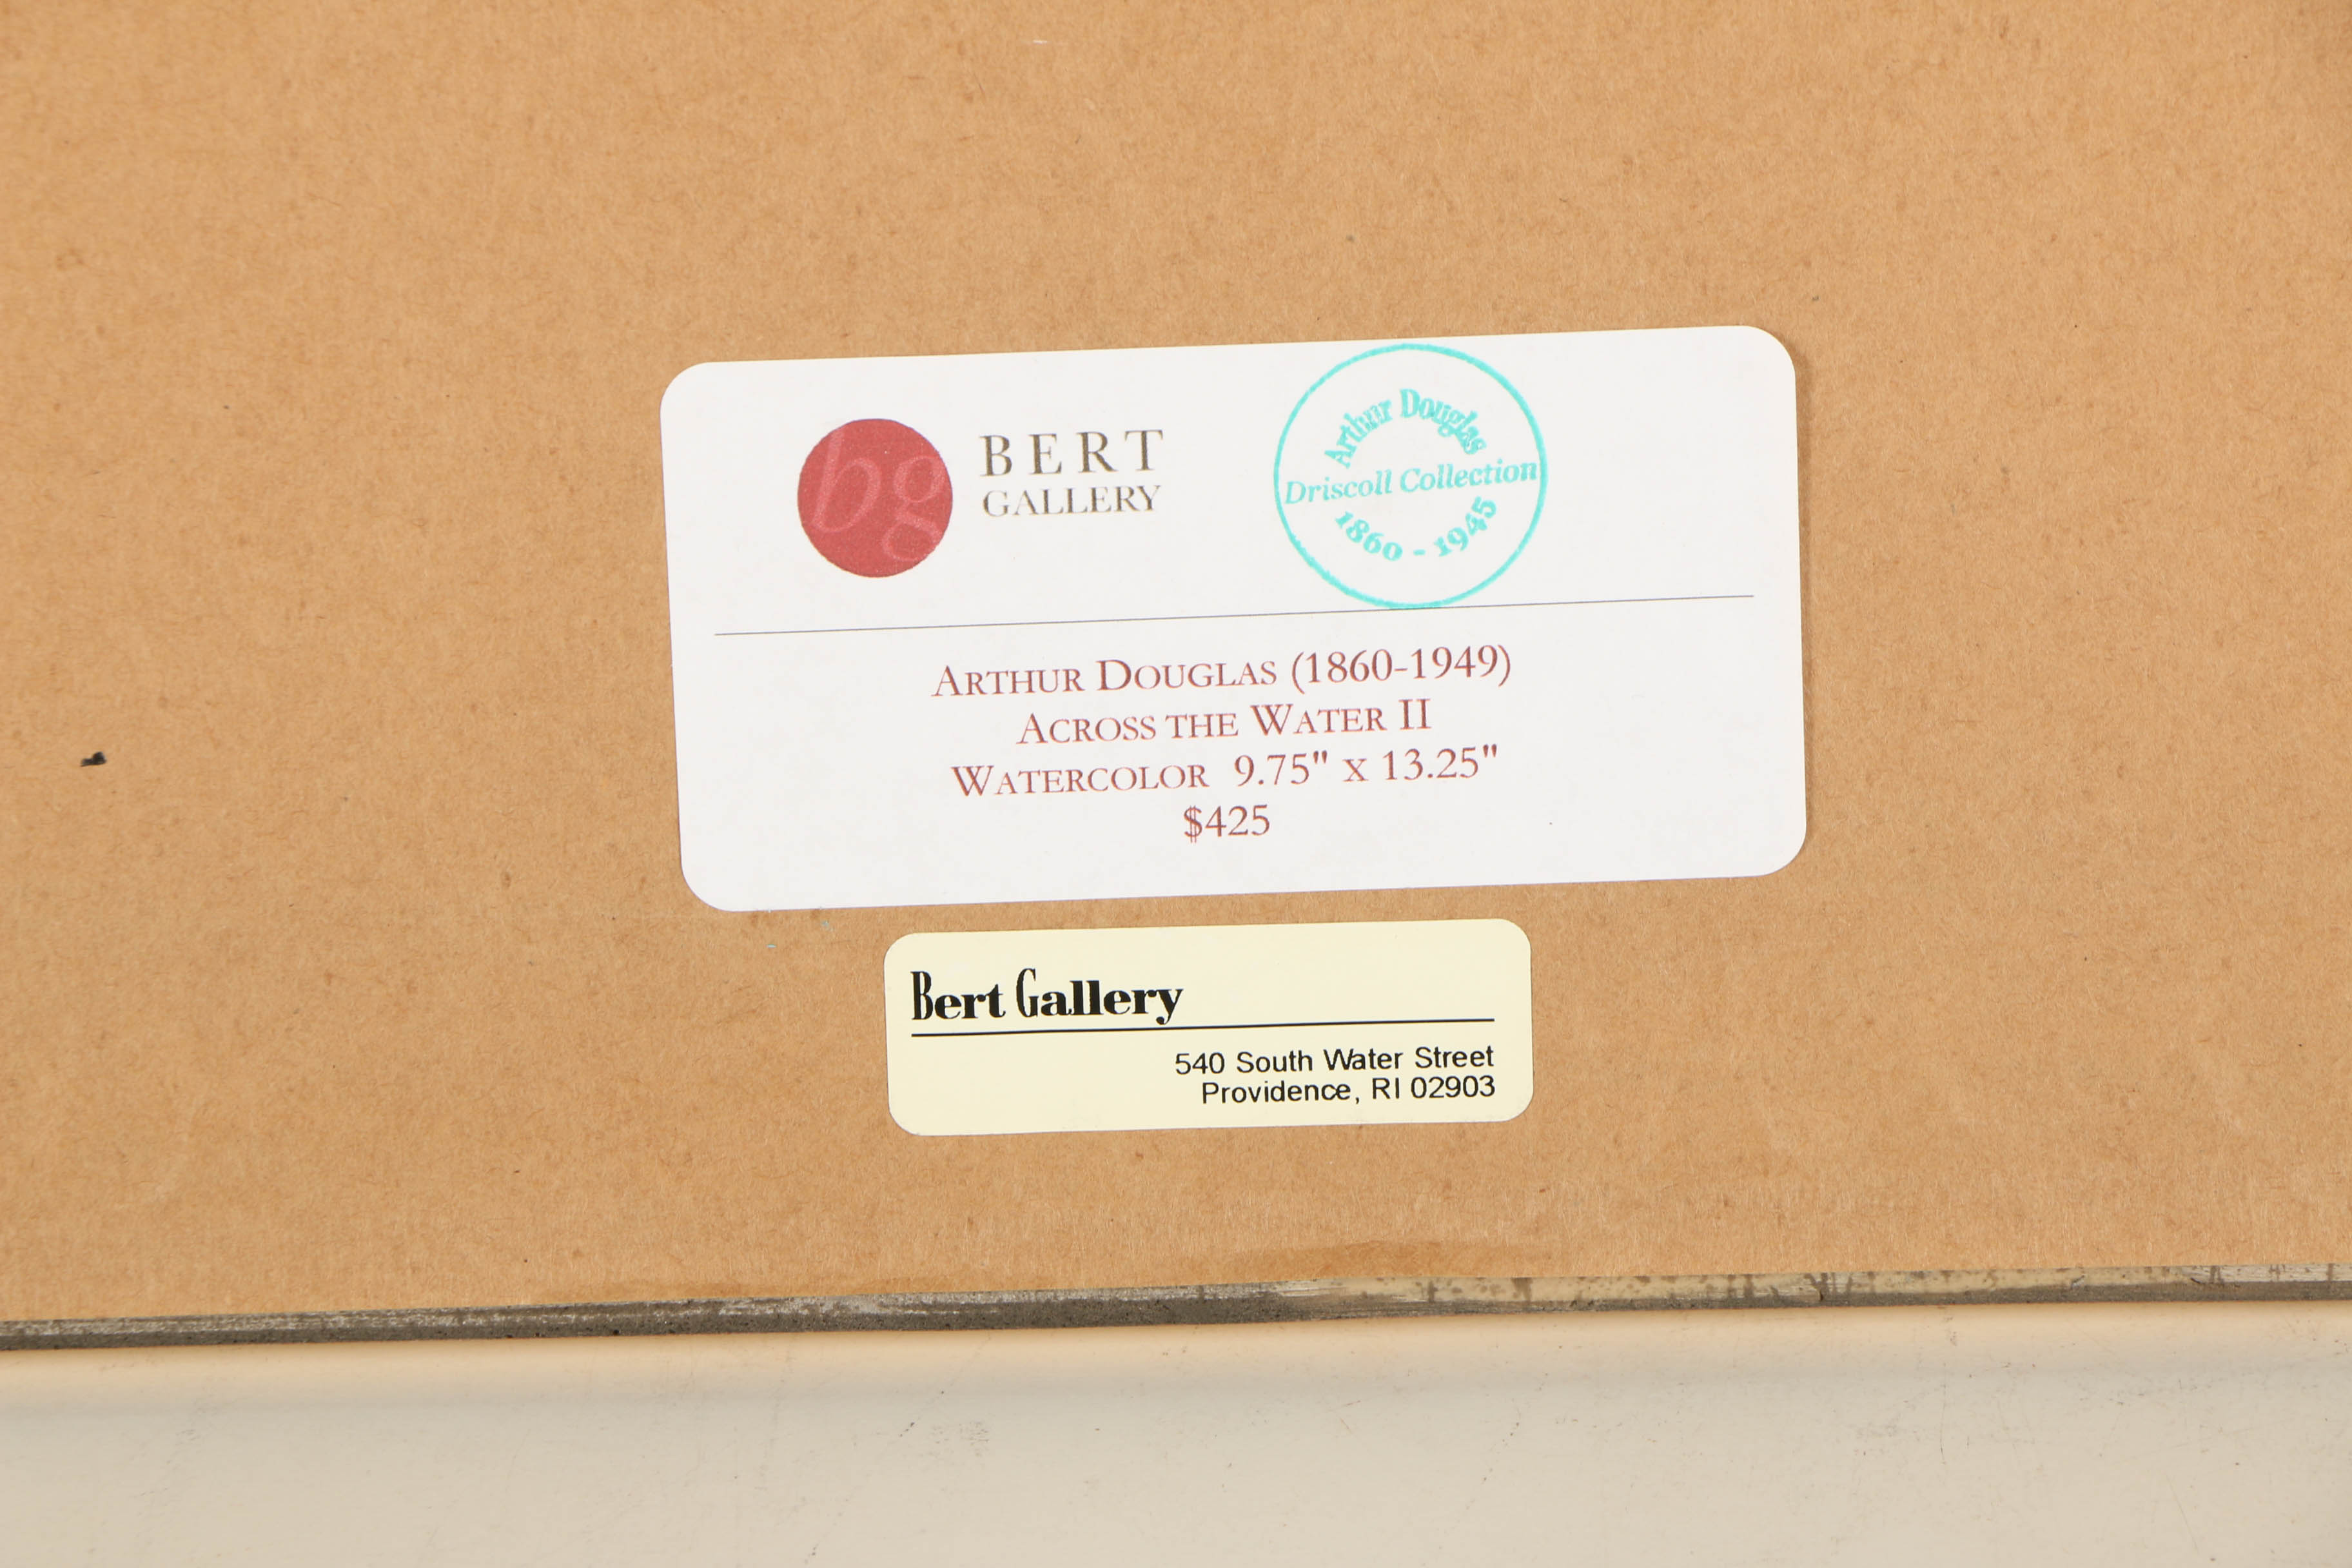 bg
BERT
GALLERY
Arthur Douglas
Driscoll Collection
1860 - 1945
ARTHUR DOUGLAS (1860-1949)
ACROSS THE WATER II
WATERCOLOR 9.75" X 13.25"
$425
Bert Gallery
540 South Water Street
Providence, RI 02903